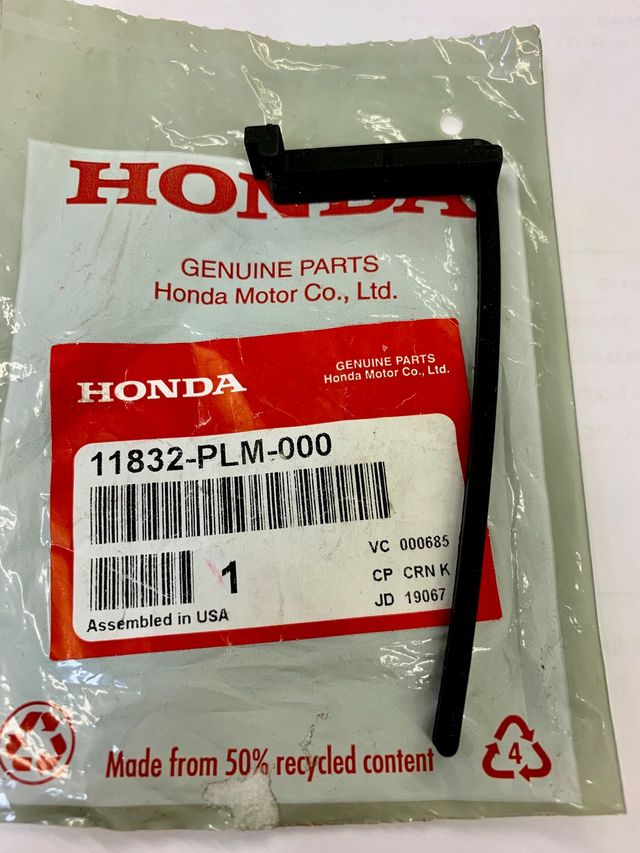 HONDA
GENUINE PARTS
Honda Motor Co., Ltd.
HONDA
GENUINE PARTS
Honda Motor Co., Ltd.
11832-PLM-000
VC 000685
1
CP CRN K
JD 19067
Assembled in USA
Made from 50% recycled content
4